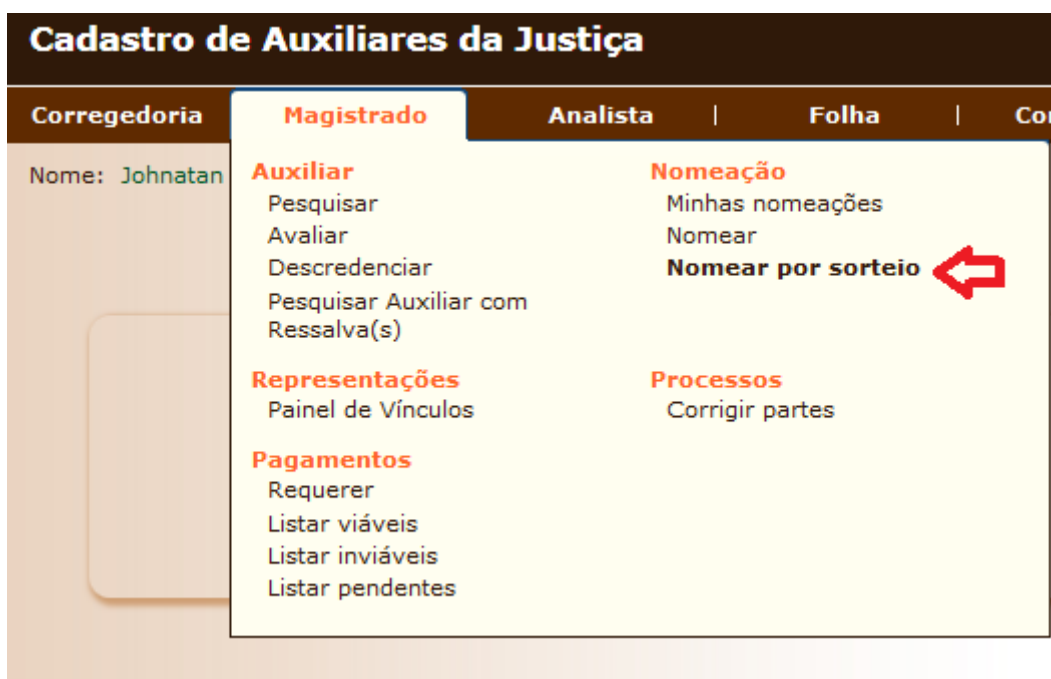 Cadastro de Auxiliares da Justiça
Corregedoria Magistrado Analista | Folha |
Nome: Johnatan
Auxiliar
Pesquisar
Avaliar
Descredenciar
Pesquisar Auxiliar com
Ressalva(s)
Nomeação
Minhas nomeações
Nomear
Nomear por sorteio
Representações
Painel de Vínculos
Processos
Corrigir partes
Pagamentos
Requerer
Listar viáveis
Listar inviáveis
Listar pendentes